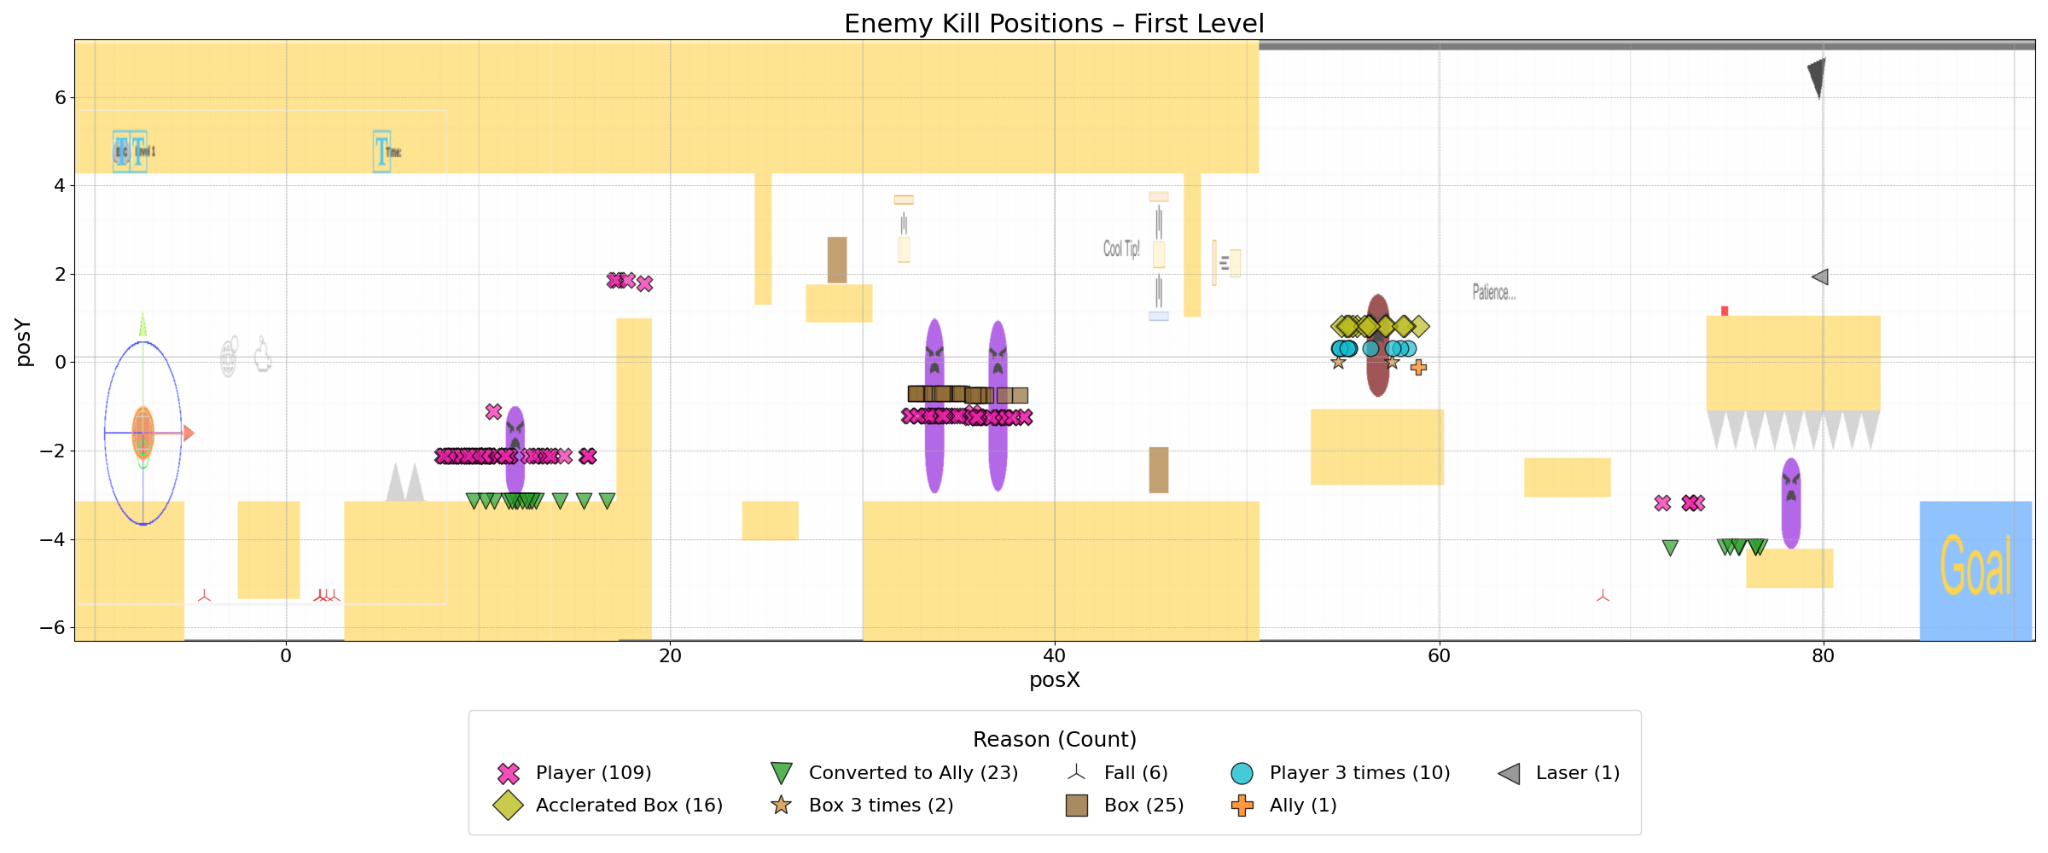 Enemy Kill Positions – First Level
posY
6
4
2
0
−2
−4
−6
T T Level 1
T Time:
Cool Tip!
Patience...
Goal
0 20 40 60 80
posX
Reason (Count)
Player (109) Converted to Ally (23) Fall (6) Player 3 times (10) Laser (1)
Acclerated Box (16) Box 3 times (2) Box (25) Ally (1)